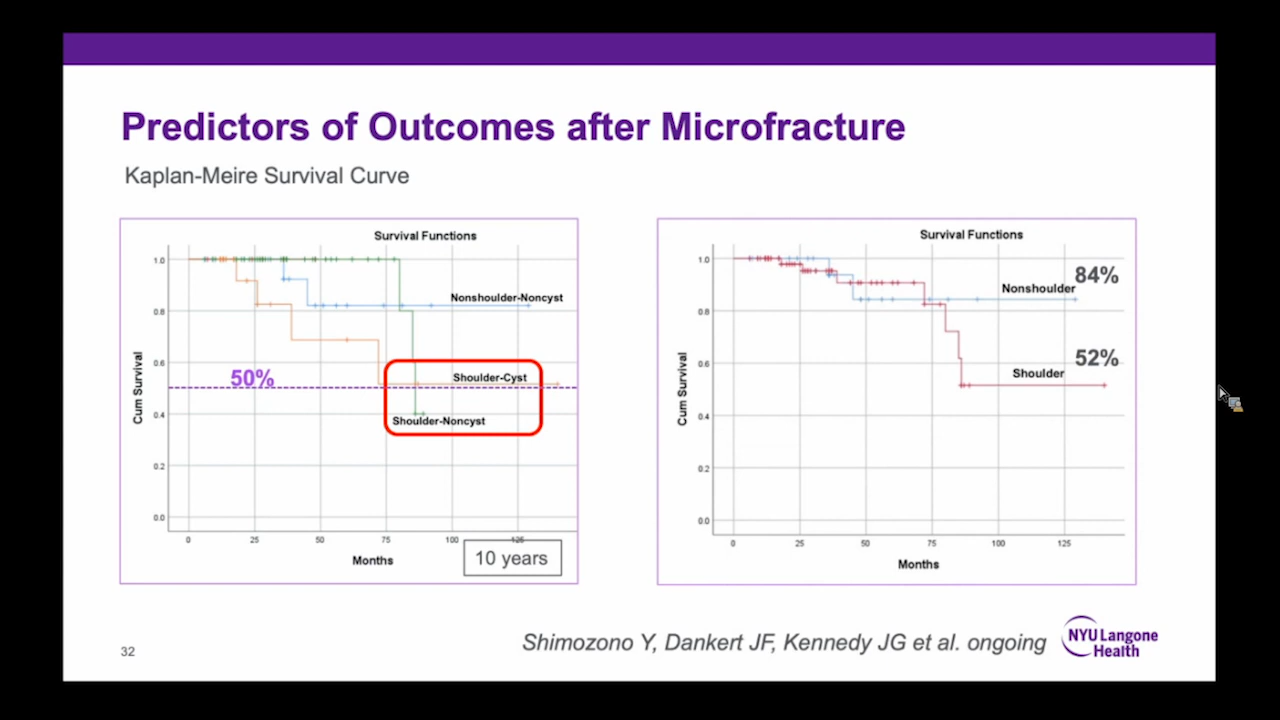 Predictors of Outcomes after Microfracture
Kaplan-Meire Survival Curve
Survival Functions
1.0
0.8
0.6
0.4
0.2
0.0
Cum Survival
Nonshoulder-Noncyst
50%
Shoulder-Cyst
Shoulder-Noncyst
0 25 50 75 100 125
Months
10 years
Survival Functions
1.0
0.8
0.6
0.4
0.2
0.0
Cum Survival
84%
Nonshoulder
52%
Shoulder
0 25 50 75 100 125
Months
Shimozono Y, Dankert JF, Kennedy JG et al. ongoing
NYU Langone
Health
32